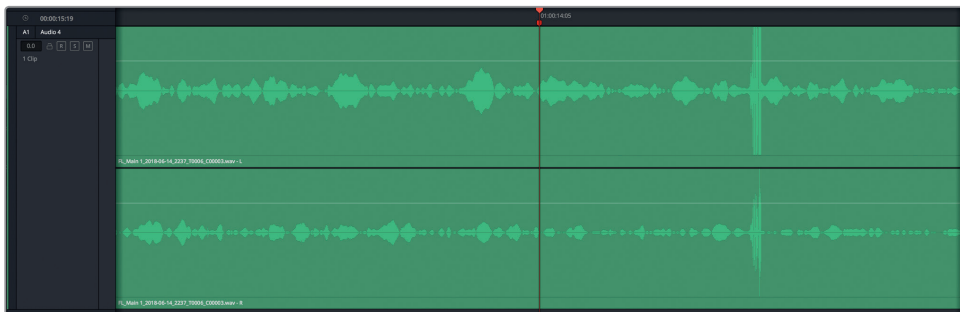 00:00:15:19
01:00:14:05
A1 Audio 4
0.0 R S M
1 Clip
FL_Main 1_2018-06-14_2237_T0006_C00003.wav - L
FL_Main 1_2018-06-14_2237_T0006_C00003.wav - R